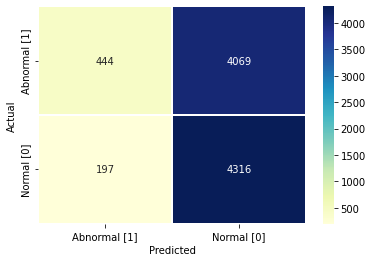 Actual
Abnormal [1]
444
4069
Normal [0]
197
4316
Abnormal [1]
Normal [0]
Predicted
4000
3500
3000
2500
2000
1500
1000
500